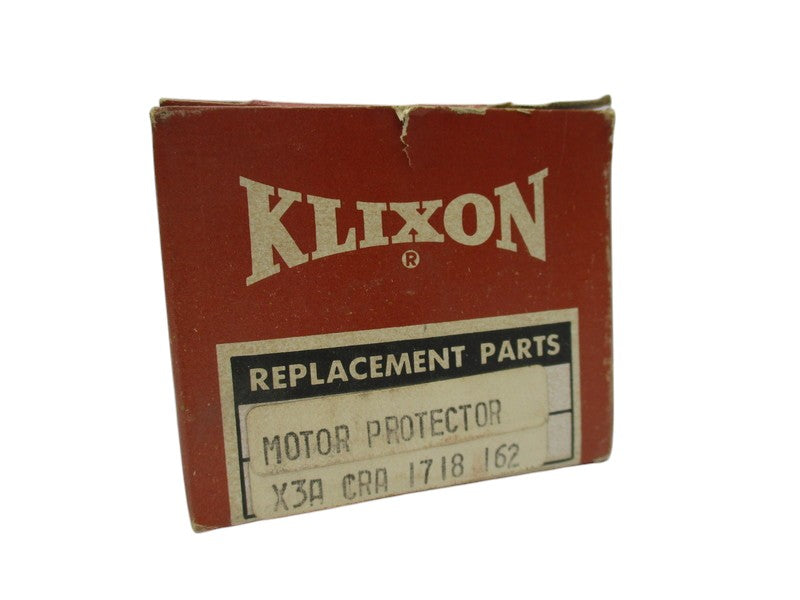 KLIXON
®
REPLACEMENT PARTS
MOTOR PROTECTOR
X3A CRA 1718 162